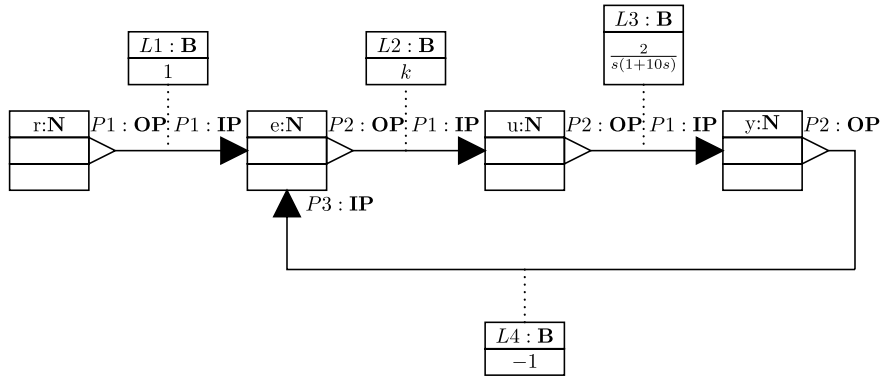 L3 : B
2
s(1+10s)
L1 : B
1
L2 : B
k
r:N P1 : OP P1 : IP e:N P2 : OP P1 : IP u:N P2 : OP P1 : IP y:N P2 : OP
P3 : IP
L4 : B
−1